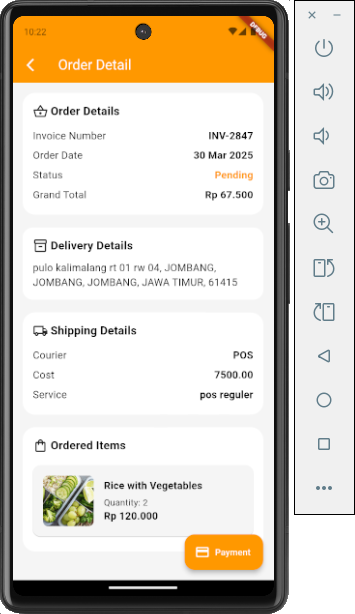 10:22
DEBUG
Order Detail
Order Details
Invoice Number INV-2847
Order Date 30 Mar 2025
Status Pending
Grand Total Rp 67.500
Delivery Details
pulo kalimalang rt 01 rw 04, JOMBANG,
JOMBANG, JOMBANG, JAWA TIMUR, 61415
Shipping Details
Courier POS
Cost 7500.00
Service pos reguler
Ordered Items
Rice with Vegetables
Quantity: 2
Rp 120.000
Payment